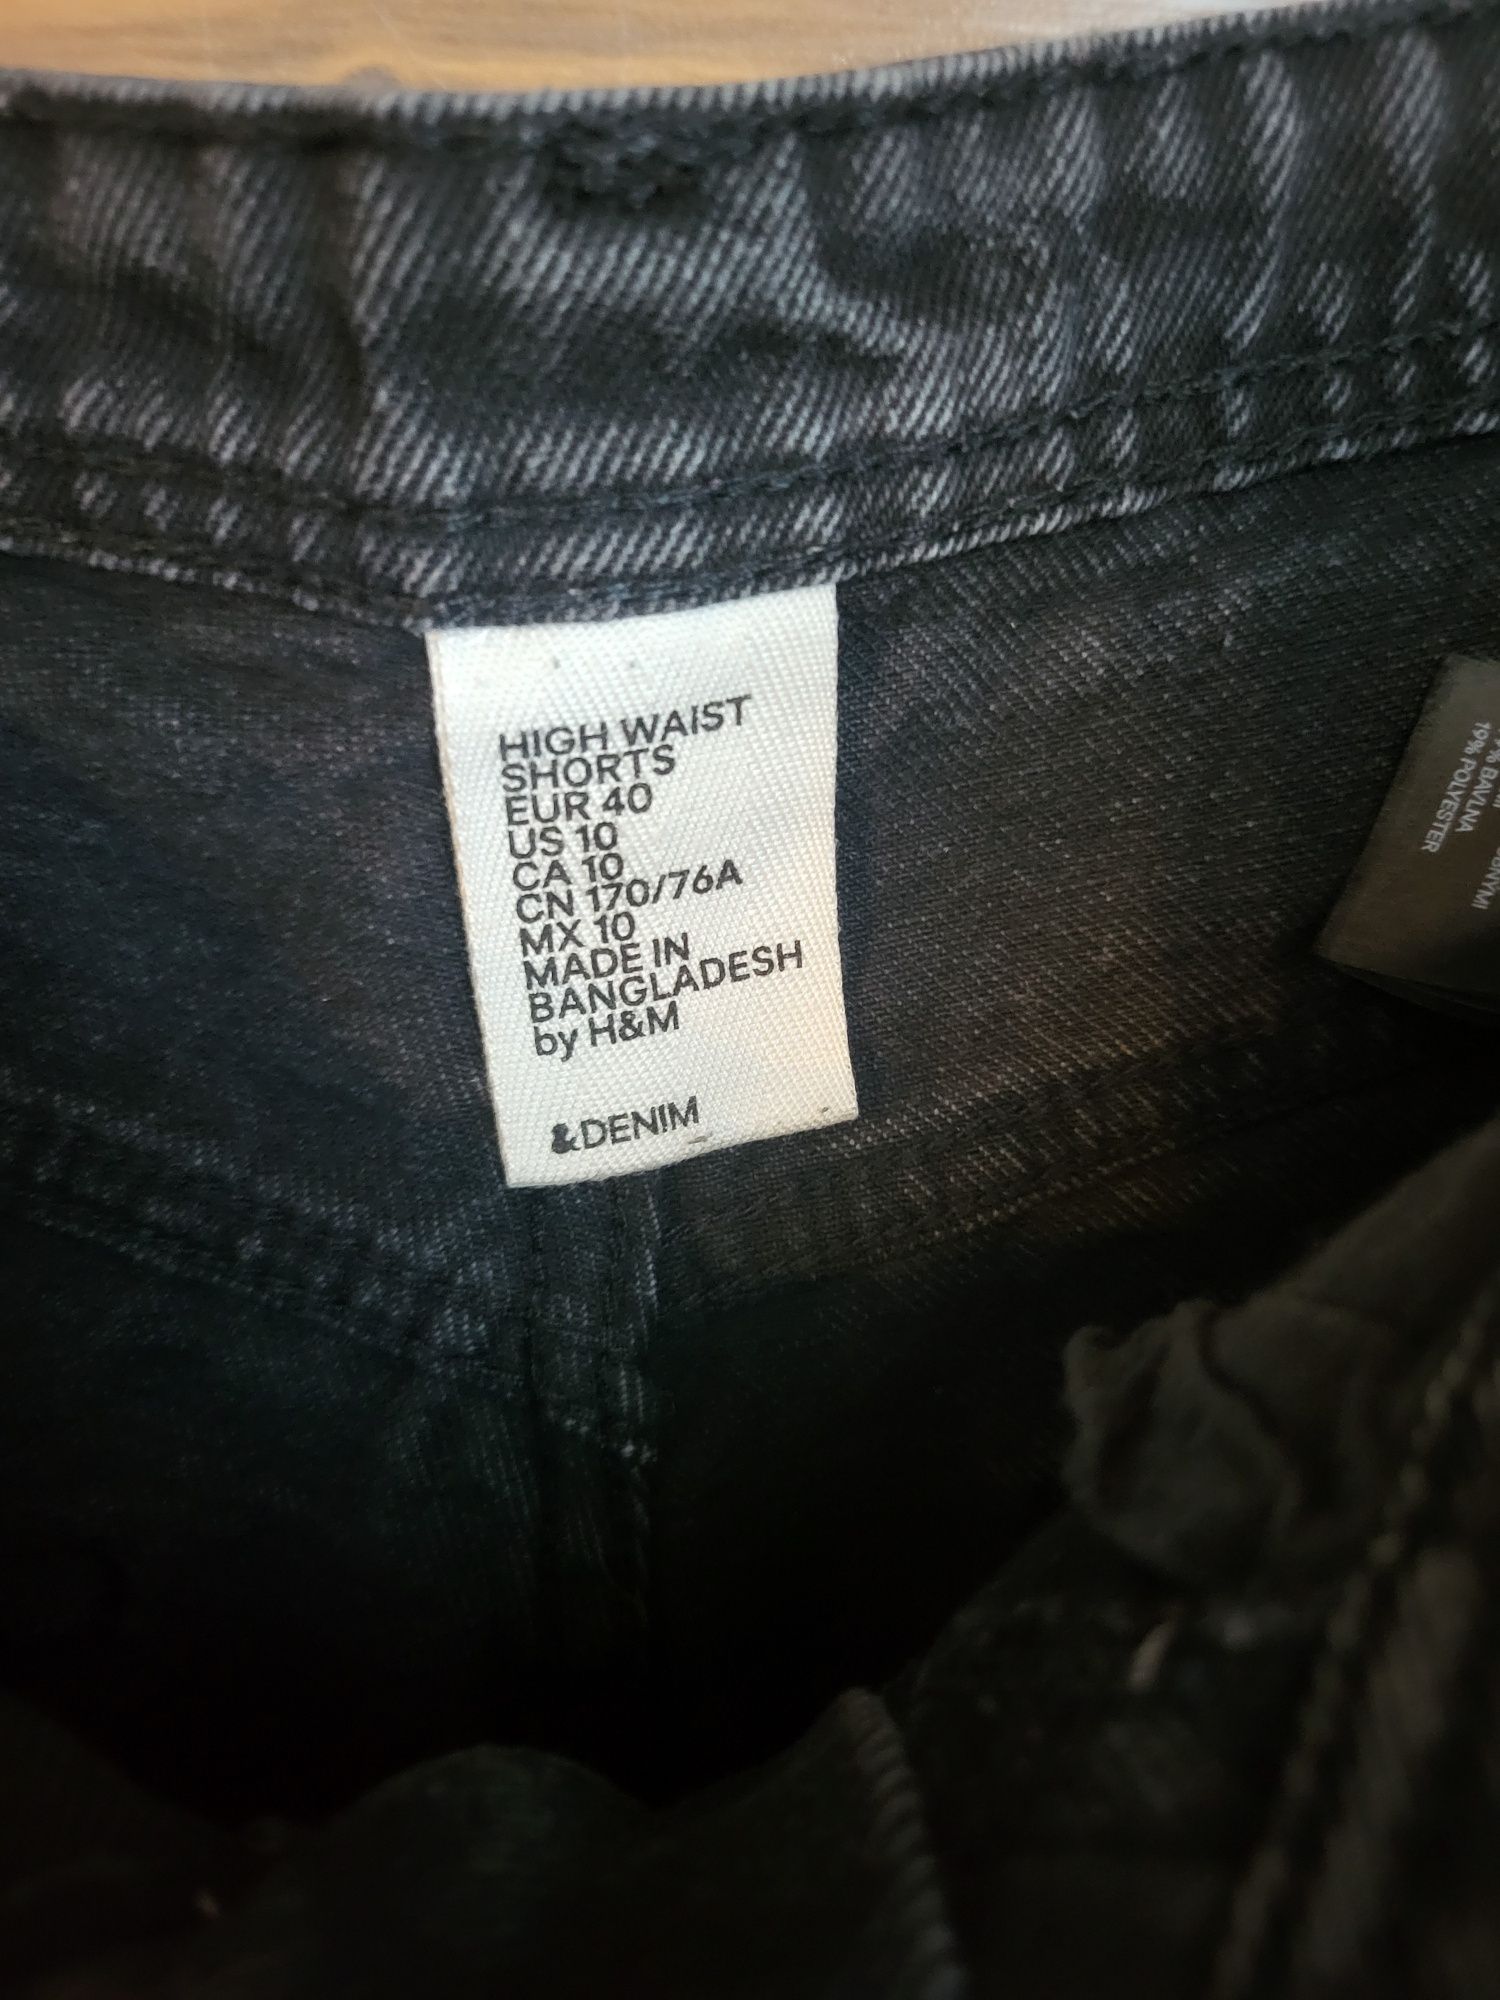 HIGH WAIST
SHORTS
EUR 40
US 10
CA 10
CN 170/76A
MX 10
MADE IN
BANGLADESH
by H&M
&DENIM
% BAVLNA
19% POLYESTER